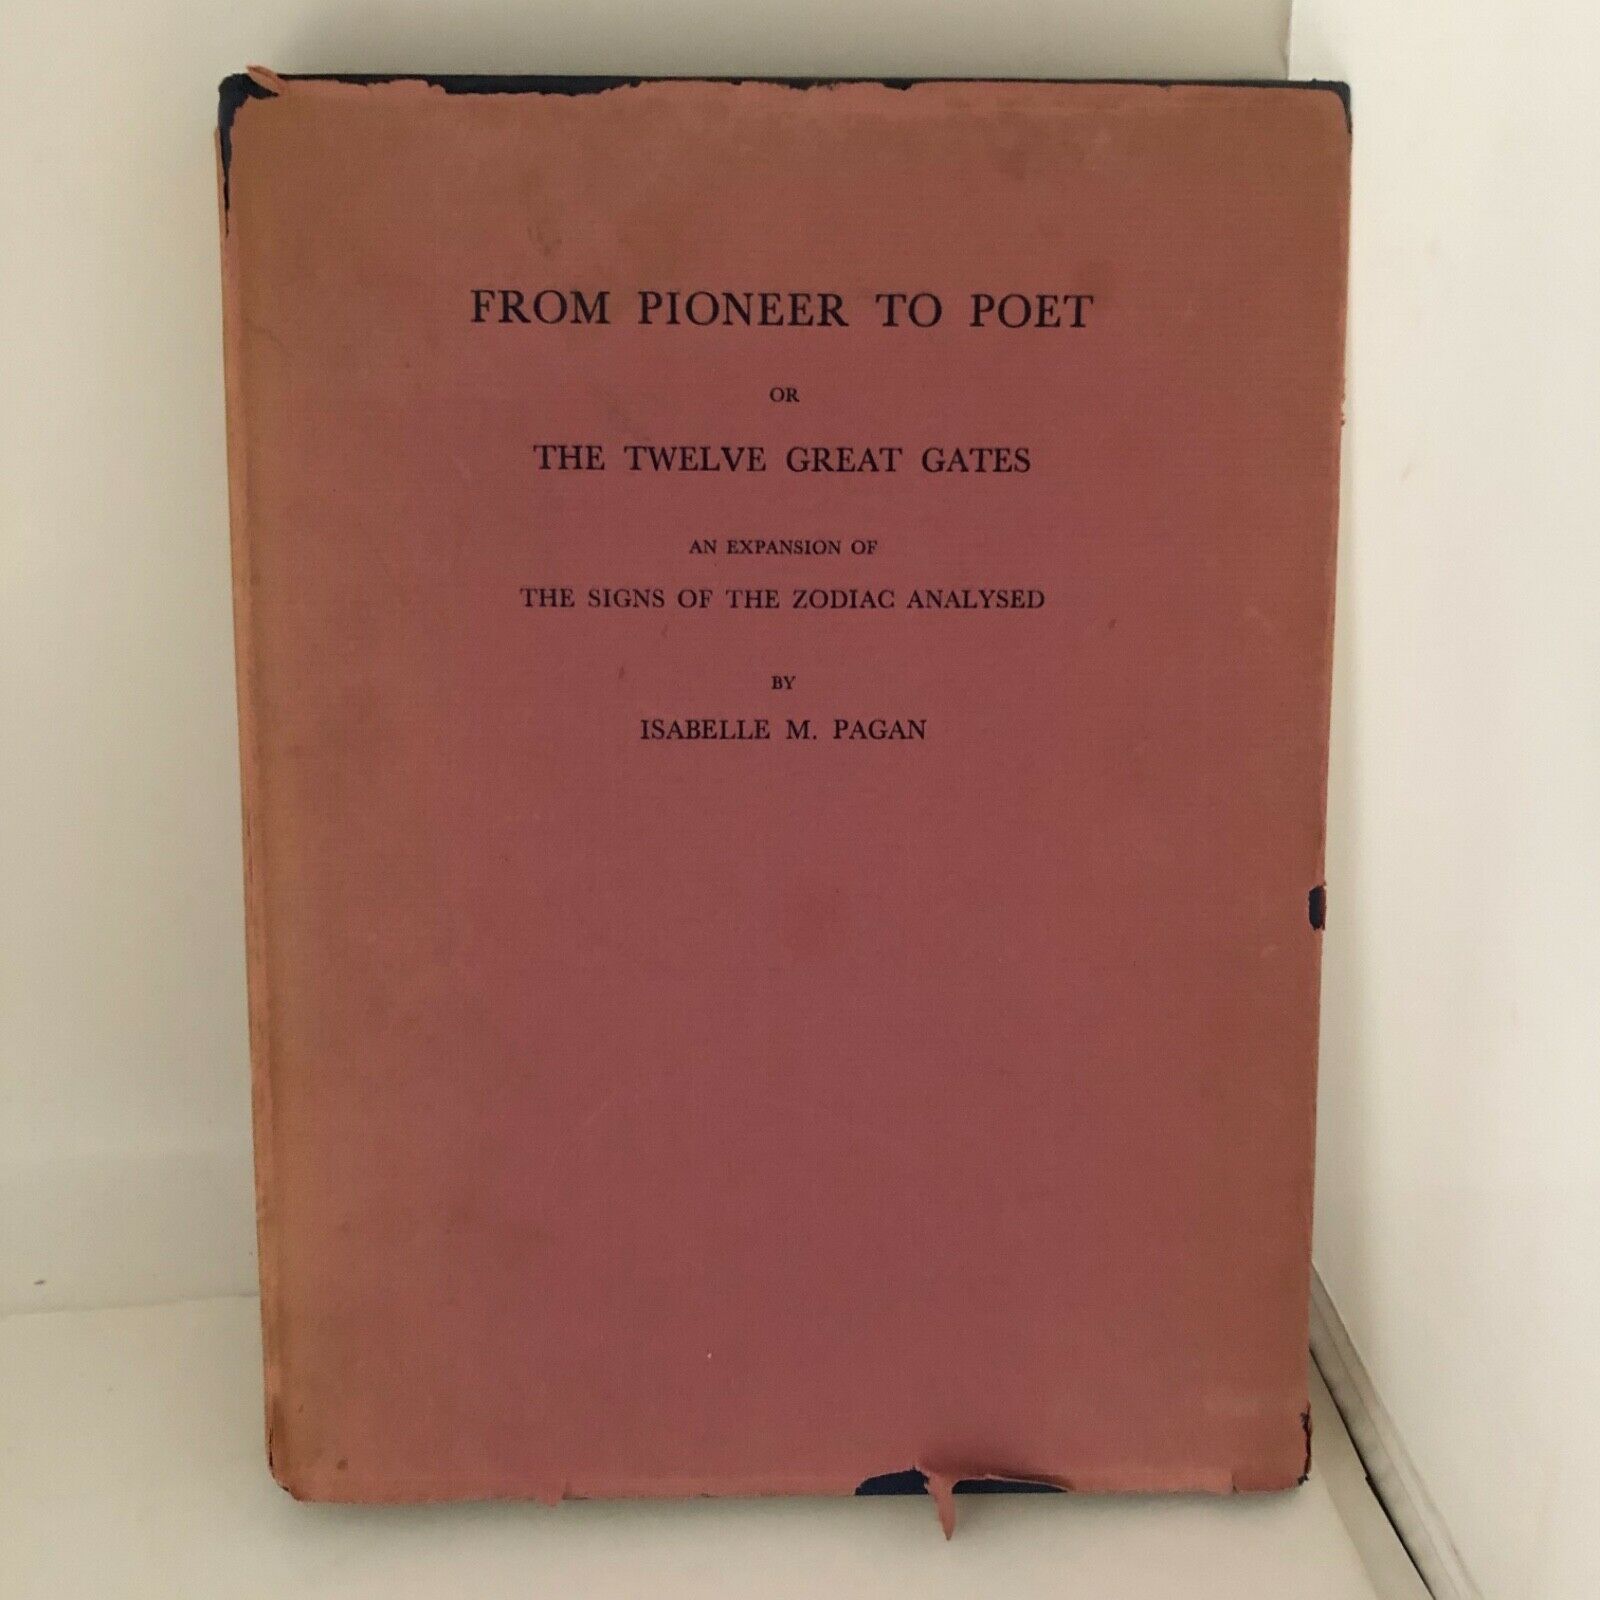 FROM PIONEER TO POET
OR
THE TWELVE GREAT GATES
AN EXPANSION OF
THE SIGNS OF THE ZODIAC ANALYSED
BY
ISABELLE M. PAGAN